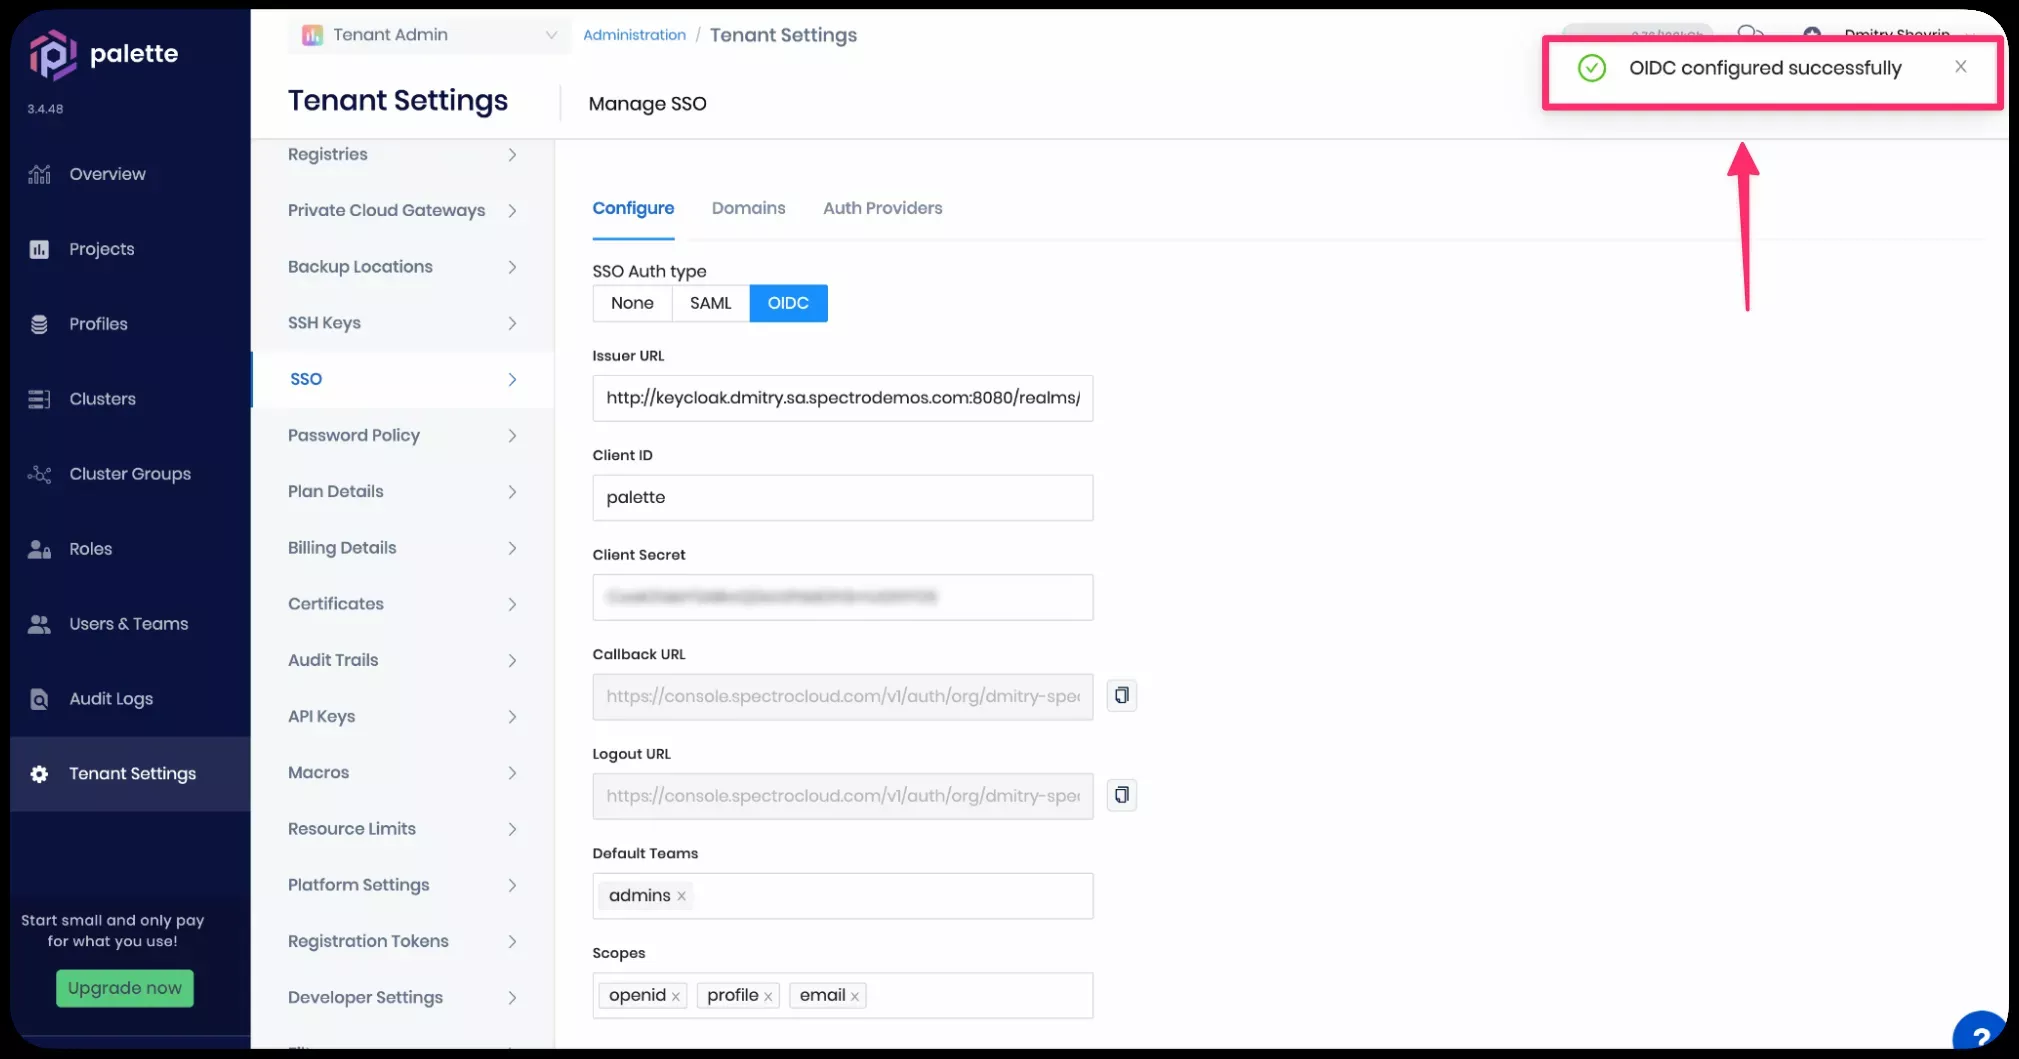 palette
3.4.48
Overview
Projects
Profiles
Clusters
Cluster Groups
Roles
Users & Teams
Audit Logs
Tenant Settings
Start small and only pay
for what you use!
Upgrade now
Tenant Admin
Administration / Tenant Settings
Dmitry Shevrin
OIDC configured successfully
Tenant Settings
Manage SSO
Registries
Private Cloud Gateways
Backup Locations
SSH Keys
SSO
Password Policy
Plan Details
Billing Details
Certificates
Audit Trails
API Keys
Macros
Resource Limits
Platform Settings
Registration Tokens
Developer Settings
Configure Domains Auth Providers
SSO Auth type
None SAML OIDC
Issuer URL
http://keycloak.dmitry.sa.spectrodemos.com:8080/realms/
Client ID
palette
Client Secret
Callback URL
https://console.spectrocloud.com/v1/auth/org/dmitry-spec
Logout URL
https://console.spectrocloud.com/v1/auth/org/dmitry-spec
Default Teams
admins
Scopes
openid profile email
?